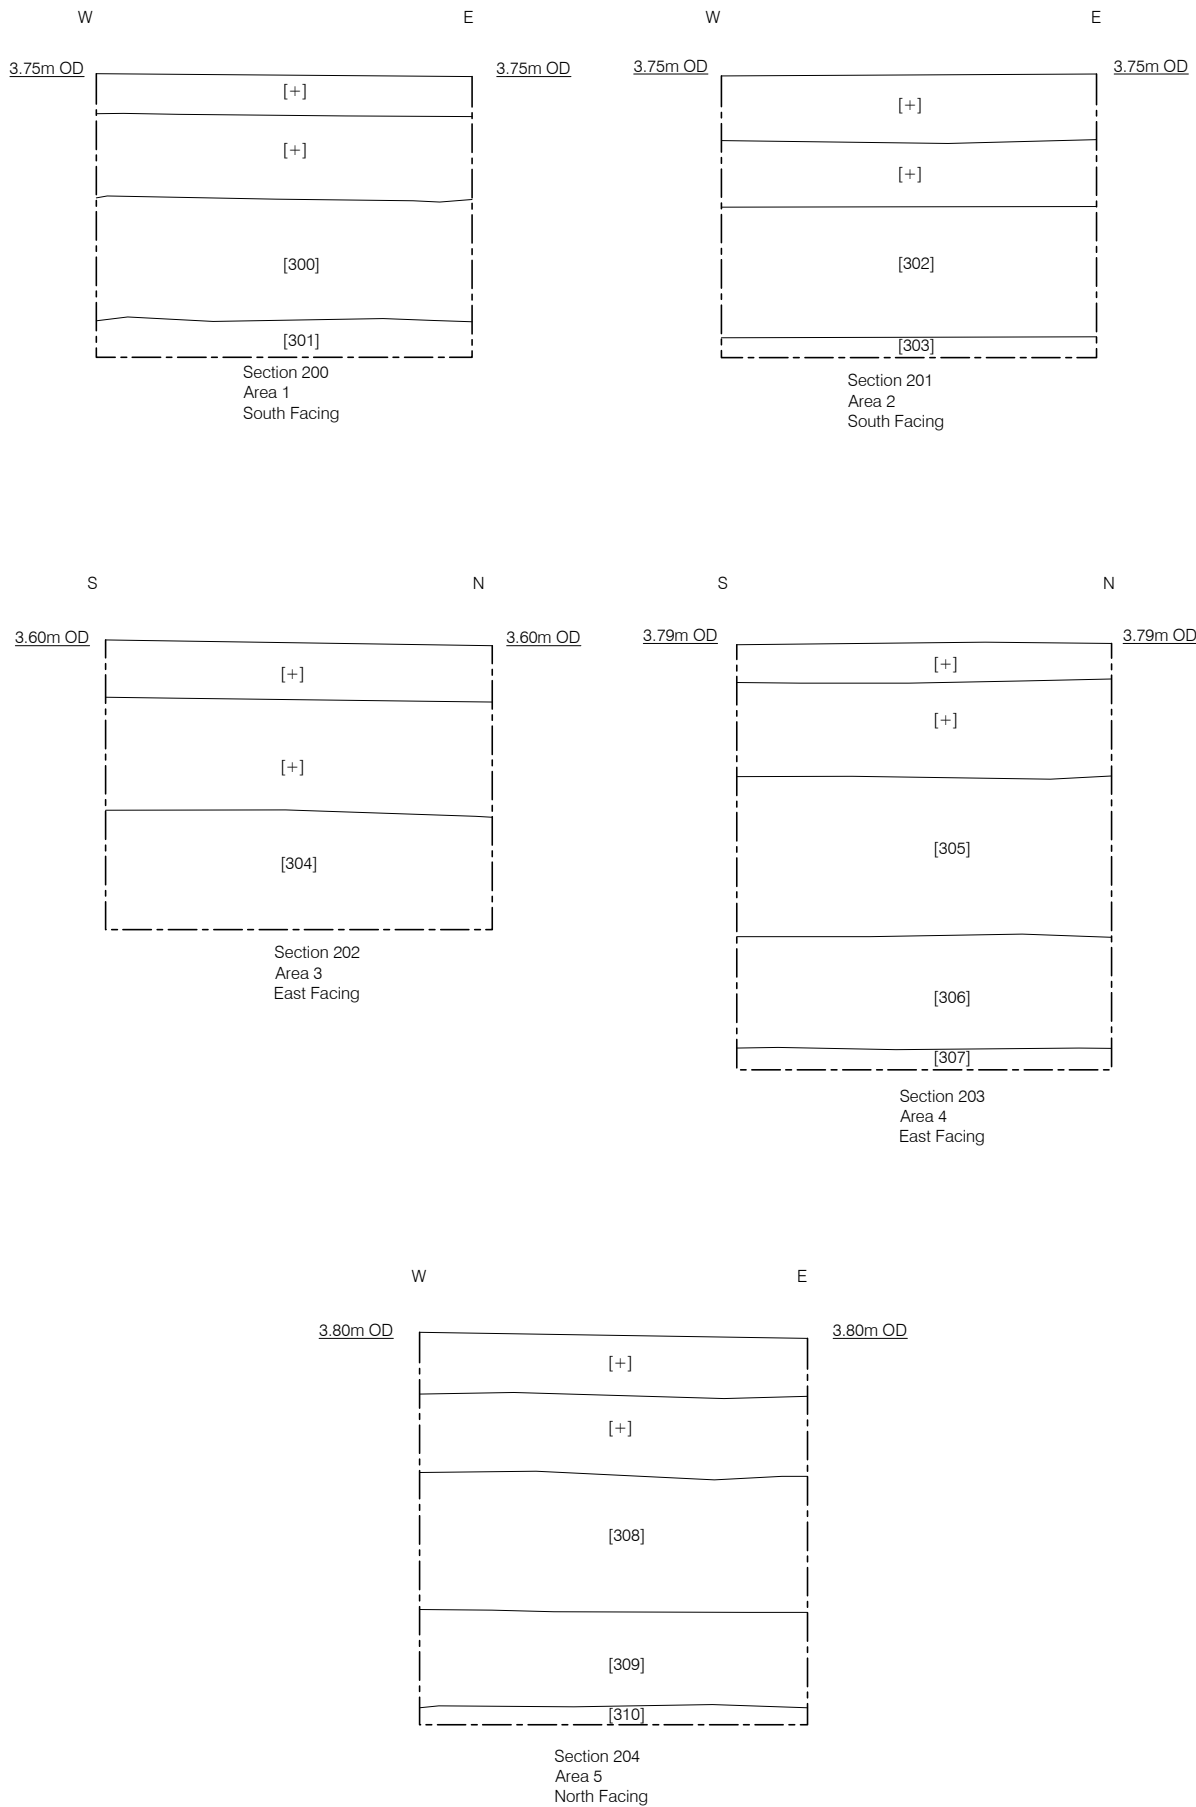 W
E
3.75m OD
3.75m OD
[+]
[+]
[300]
[301]
Section 200
Area 1
South Facing
W
E
3.75m OD
3.75m OD
[+]
[+]
[302]
[303]
Section 201
Area 2
South Facing
S
N
3.60m OD
3.60m OD
[+]
[+]
[304]
Section 202
Area 3
East Facing
S
N
3.79m OD
3.79m OD
[+]
[+]
[305]
[306]
[307]
Section 203
Area 4
East Facing
W
E
3.80m OD
3.80m OD
[+]
[+]
[308]
[309]
[310]
Section 204
Area 5
North Facing